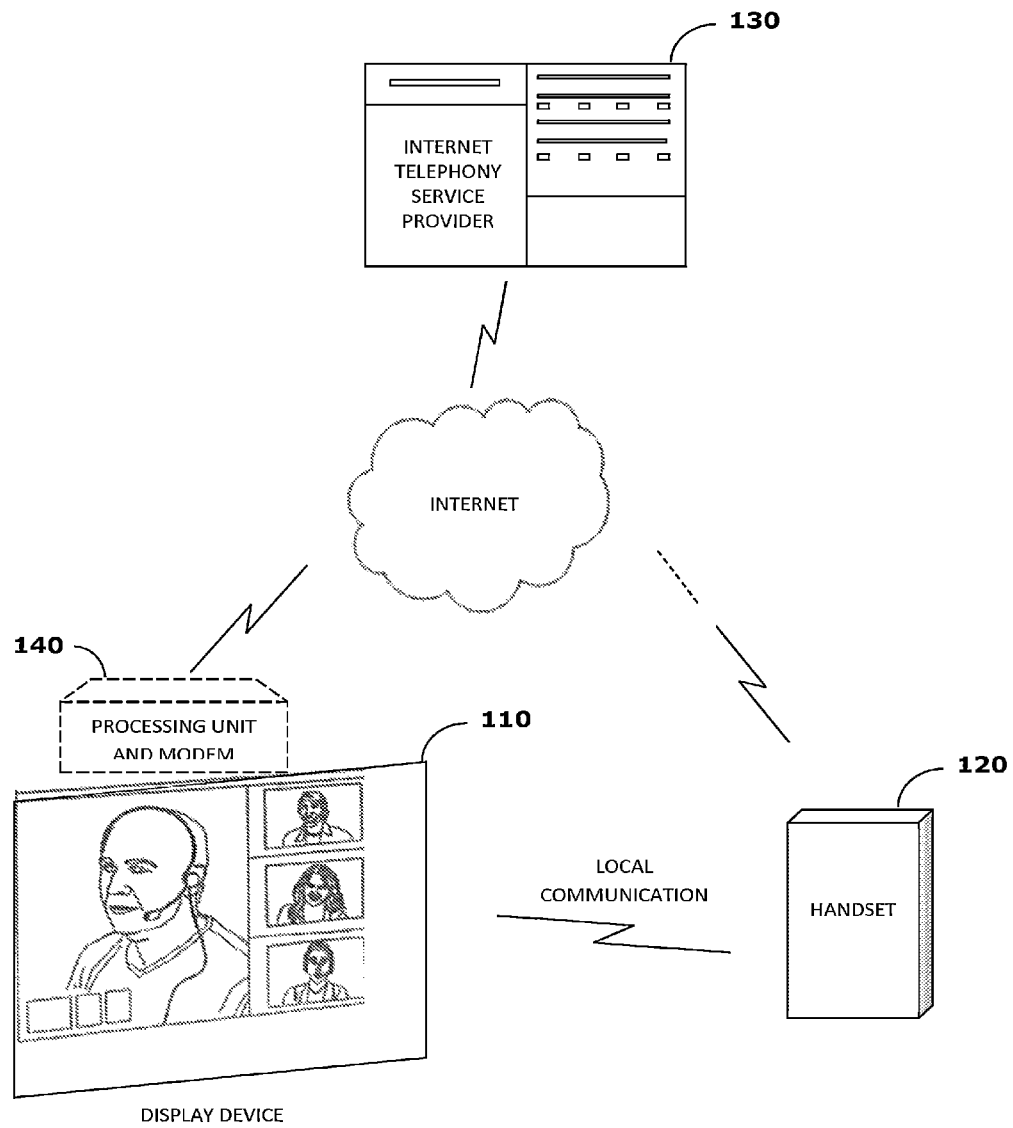 130
INTERNET
TELEPHONY
SERVICE
PROVIDER
INTERNET
140
PROCESSING UNIT
AND MODEM
110
120
LOCAL
COMMUNICATION
HANDSET
DISPLAY DEVICE